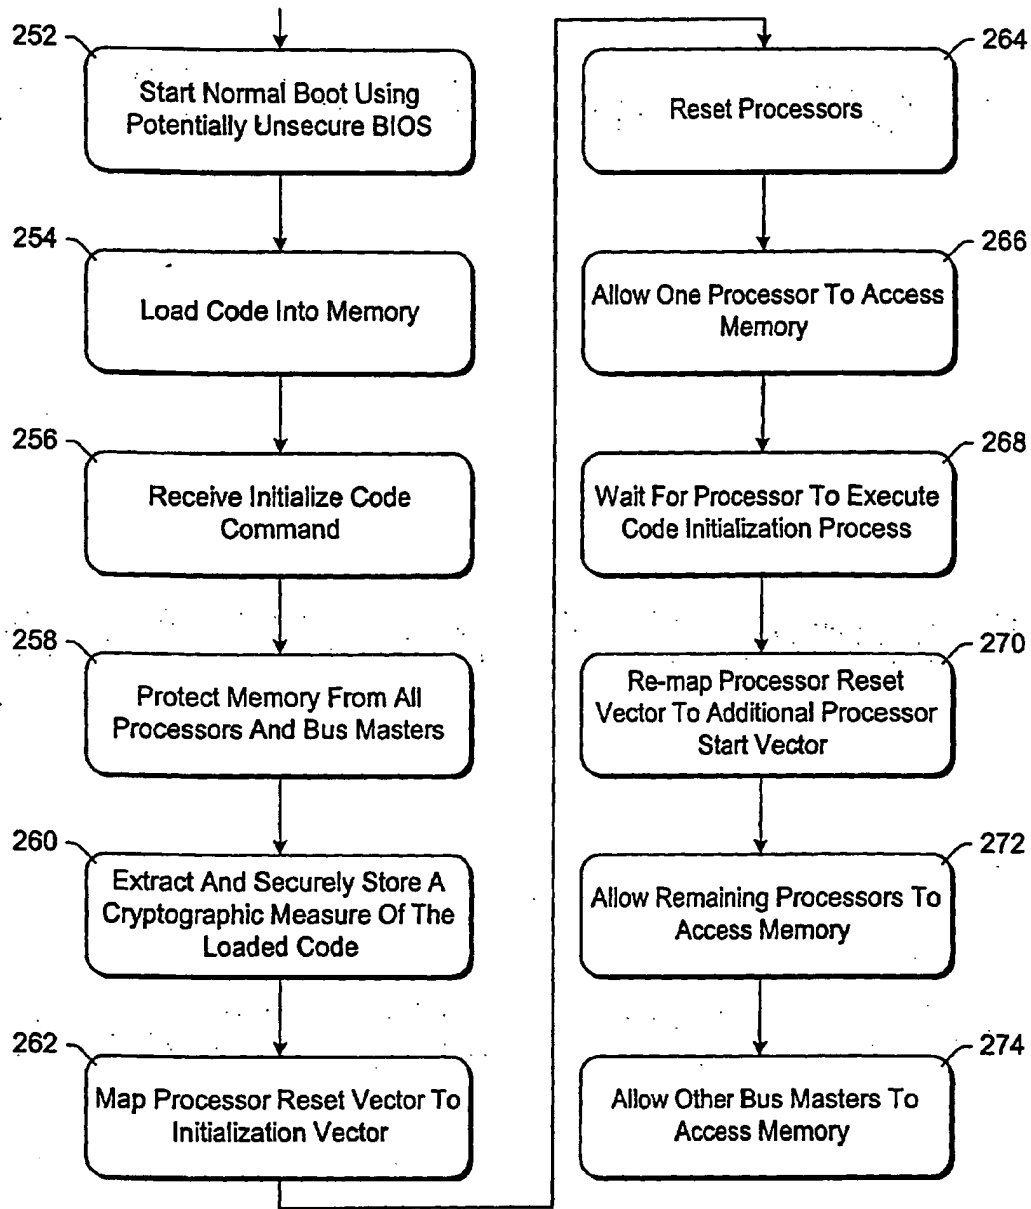 252
Start Normal Boot Using
Potentially Unsecure BIOS
254
Load Code Into Memory
256
Receive Initialize Code
Command
258
Protect Memory From All
Processors And Bus Masters
260
Extract And Securely Store A
Cryptographic Measure Of The
Loaded Code
262
Map Processor Reset Vector To
Initialization Vector
264
Reset Processors
266
Allow One Processor To Access
Memory
268
Wait For Processor To Execute
Code Initialization Process
270
Re-map Processor Reset
Vector To Additional Processor
Start Vector
272
Allow Remaining Processors To
Access Memory
274
Allow Other Bus Masters To
Access Memory